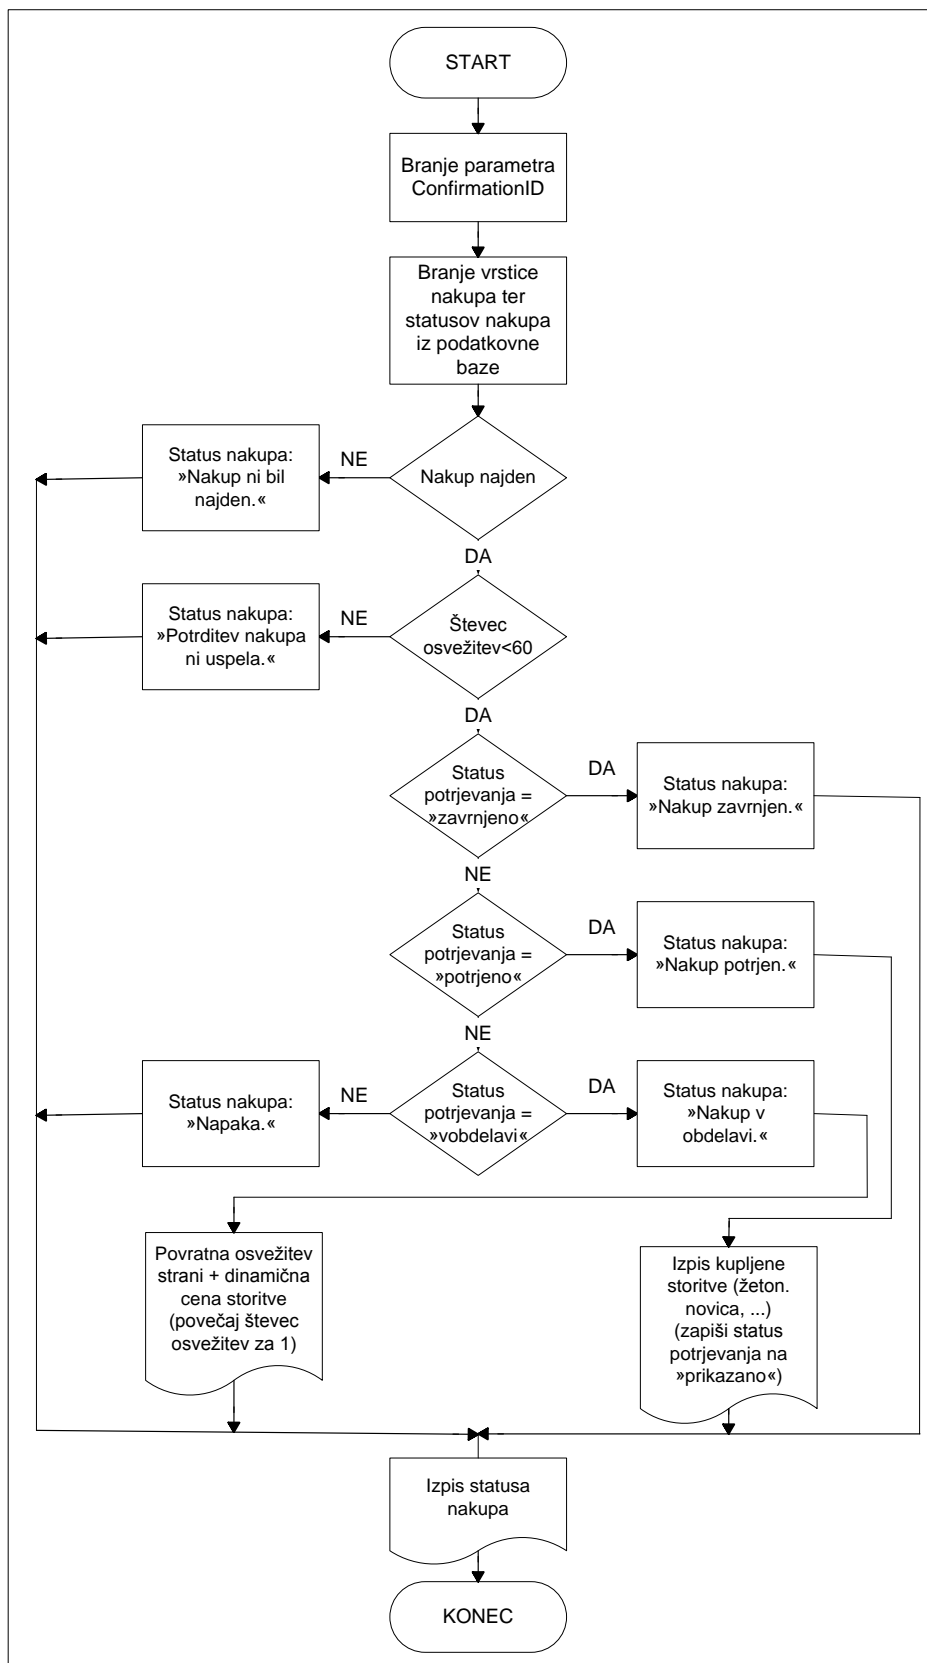 START
Branje parametra
ConfirmationID
Branje vrstice
nakupa ter
statusov nakupa
iz podatkovne
baze
Nakup najden
NE
Status nakupa:
»Nakup ni bil
najden.«
DA
Števec
osvežitev<60
NE
Status nakupa:
»Potrditev nakupa
ni uspela.«
DA
Status
potrjevanja =
»zavrnjeno«
DA
Status nakupa:
»Nakup zavrnjen.«
NE
Status
potrjevanja =
»potrjeno«
DA
Status nakupa:
»Nakup potrjen.«
NE
Status
potrjevanja =
»vobdelavi«
NE
Status nakupa:
»Napaka.«
DA
Status nakupa:
»Nakup v
obdelavi.«
Povratna osvežitev
strani + dinamična
cena storitve
(povečaj števec
osvežitev za 1)
Izpis kupljene
storitve (žeton.
novica, ...)
(zapiši status
potrjevanja na
»prikazano«)
Izpis statusa
nakupa
KONEC